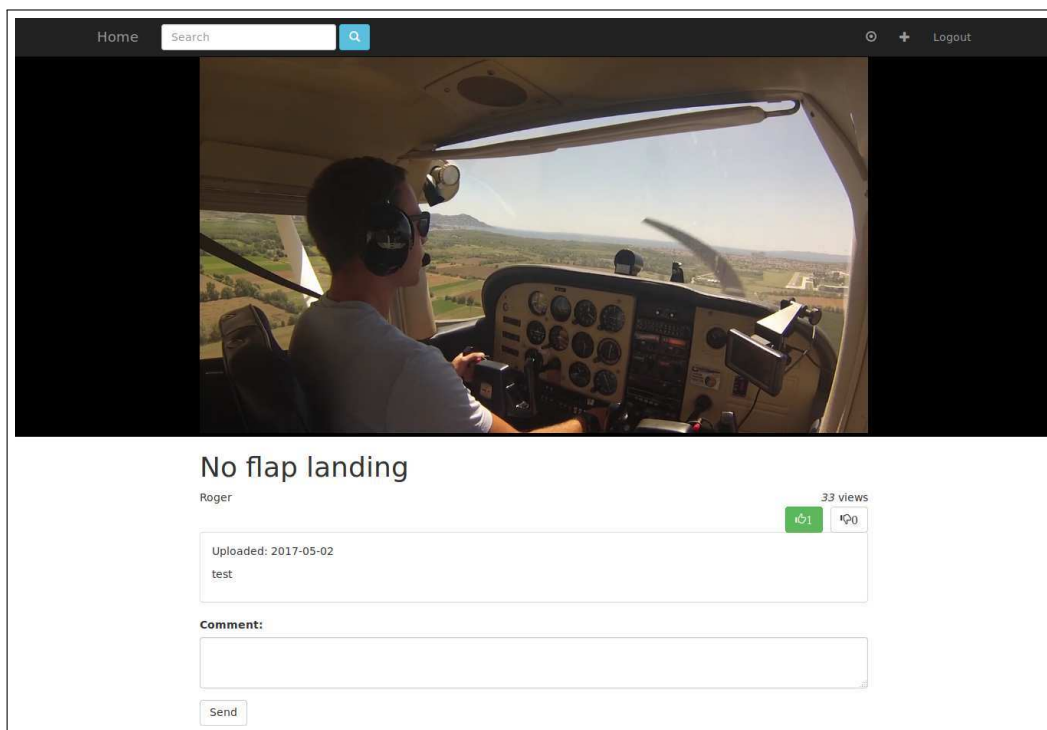 Home Search Logout
No flap landing
Roger 33 views
1 0
Uploaded: 2017-05-02
test
Comment:
Send